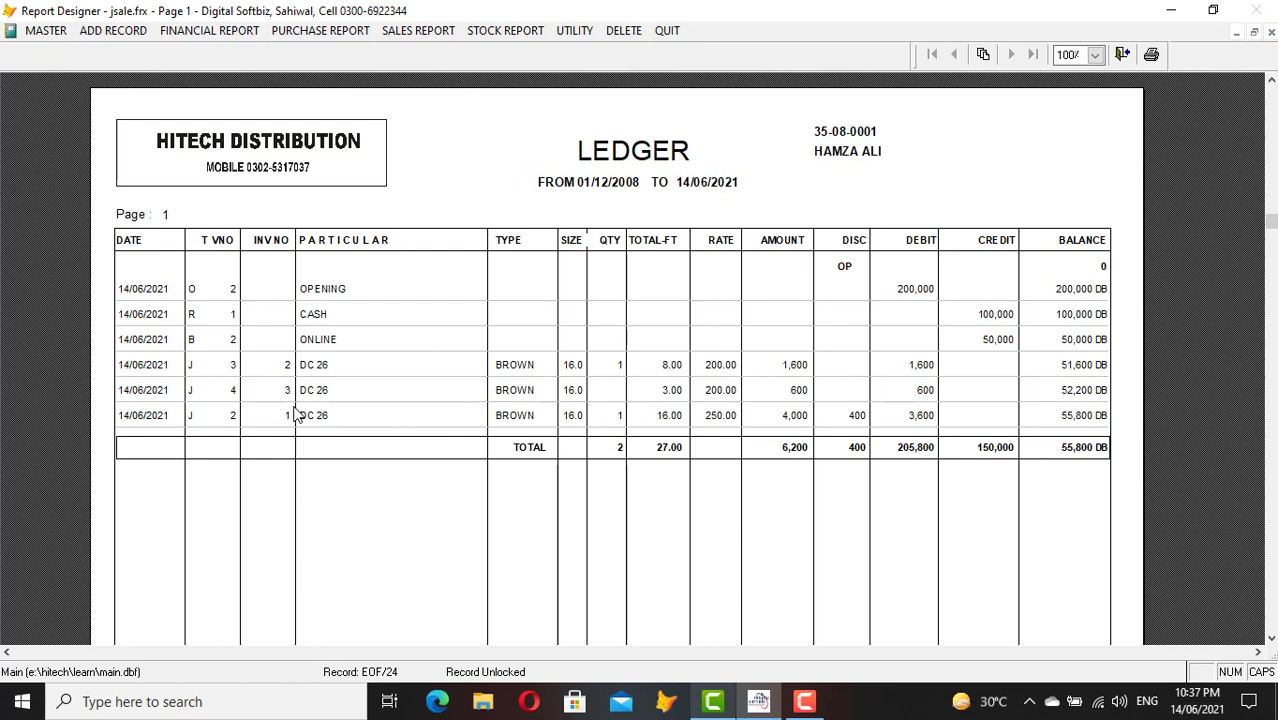 Report Designer - jsale.frx - Page 1 - Digital Softbiz, Sahiwal, Cell 0300-6922344
MASTER ADD RECORD FINANCIAL REPORT PURCHASE REPORT SALES REPORT STOCK REPORT UTILITY DELETE QUIT
100%
HITECH DISTRIBUTION
MOBILE 0302-5317037
LEDGER
FROM 01/12/2008 TO 14/06/2021
35-08-0001
HAMZA ALI
Page : 1
DATE T VNO INV NO PARTICULAR TYPE SIZE QTY TOTAL-FT RATE AMOUNT DISC DEBIT CREDIT BALANCE
OP 0
14/06/2021 O 2 OPENING 200,000 200,000 DB
14/06/2021 R 1 CASH 100,000 100,000 DB
14/06/2021 B 2 ONLINE 50,000 50,000 DB
14/06/2021 J 3 2 DC 26 BROWN 16.0 1 8.00 200.00 1,600 1,600 51,600 DB
14/06/2021 J 4 3 DC 26 BROWN 16.0 3.00 200.00 600 600 52,200 DB
14/06/2021 J 2 1 DC 26 BROWN 16.0 1 16.00 250.00 4,000 400 3,600 55,800 DB
TOTAL 2 27.00 6,200 400 205,800 150,000 55,800 DB
Main (e:\hitech\learn\main.dbf) Record: EOF/24 Record Unlocked NUM CAPS
Type here to search 30°C ENG 10:37 PM
14/06/2021